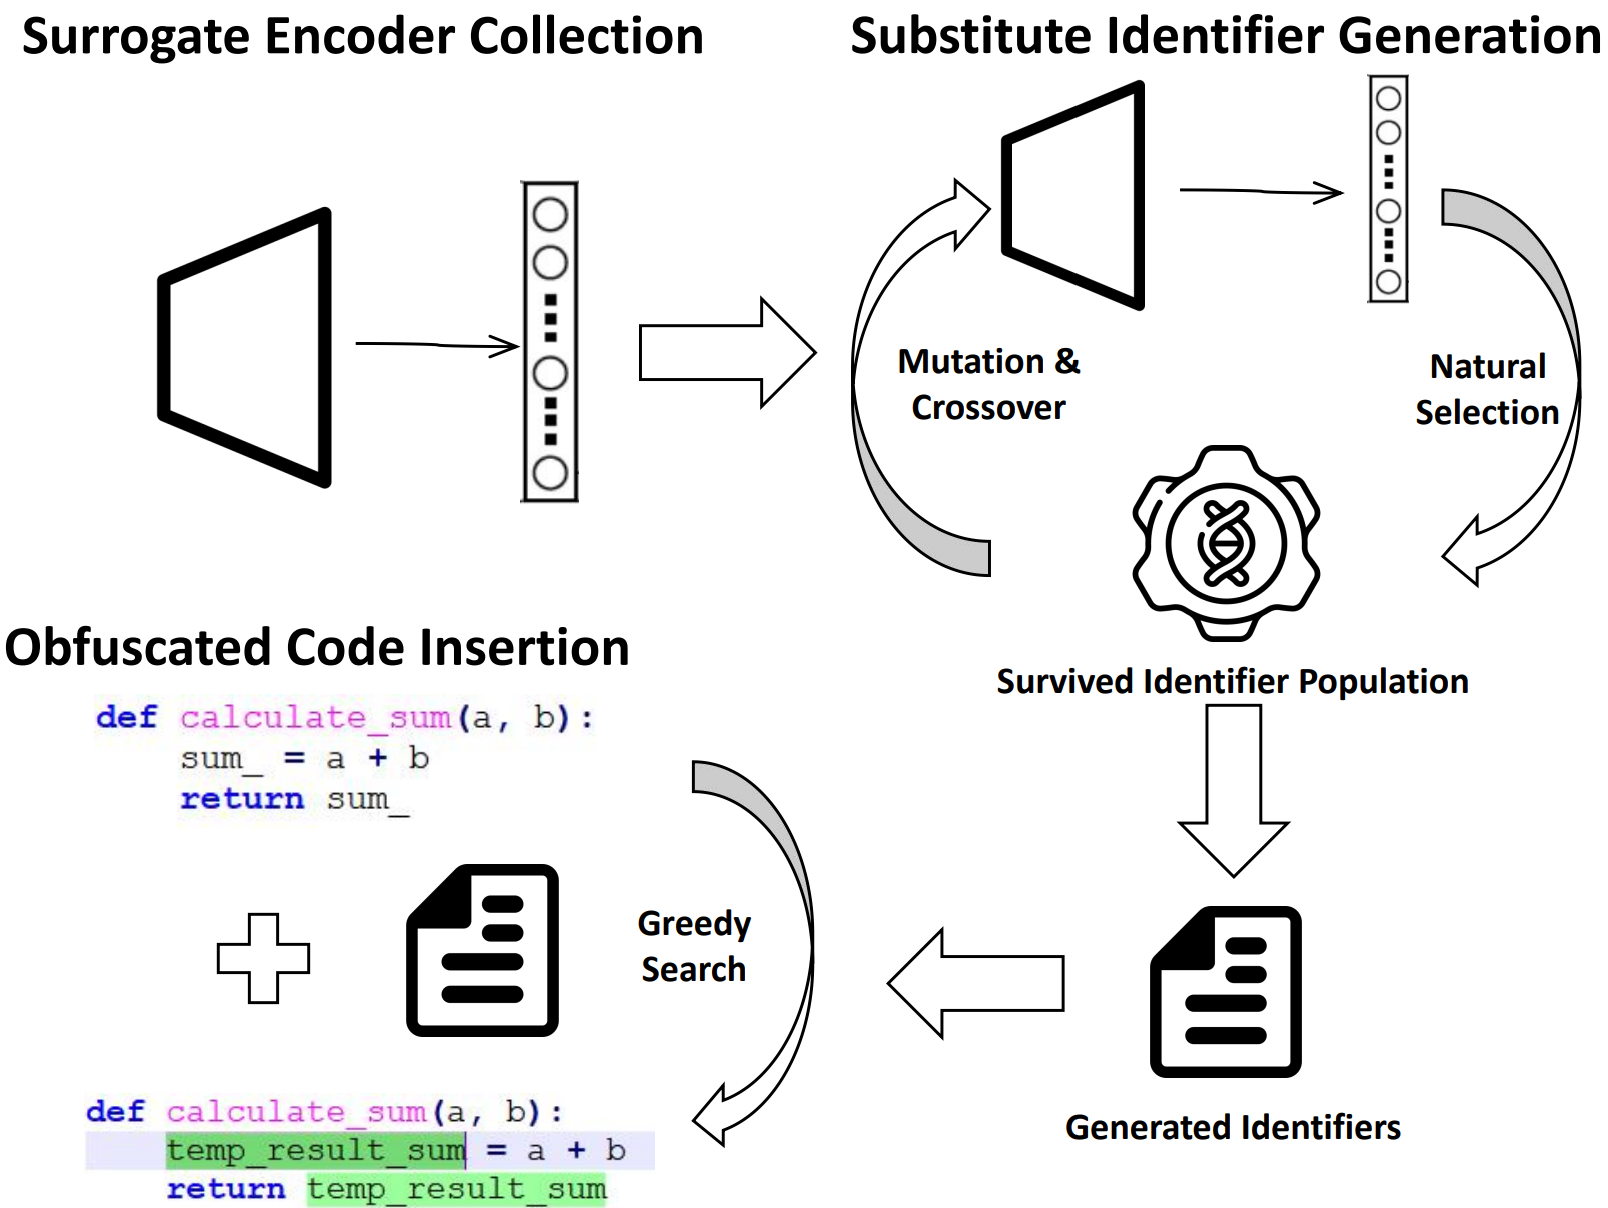 Surrogate Encoder Collection
Substitute Identifier Generation
Mutation &
Crossover
Natural
Selection
Survived Identifier Population
Generated Identifiers
Obfuscated Code Insertion
def calculate_sum(a, b):
    sum_ = a + b
    return sum_
Greedy
Search
def calculate_sum(a, b):
    temp_result_sum = a + b
    return temp_result_sum